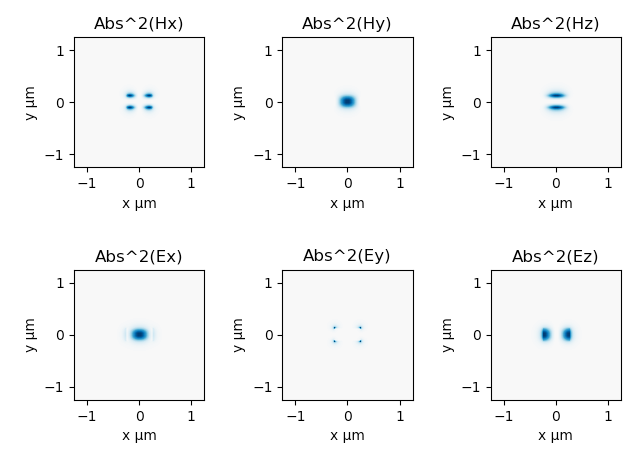 Abs^2(Hx) Abs^2(Hy) Abs^2(Hz)
1 1 1
y μm 0 y μm 0 y μm 0
−1 −1 −1
−1 0 1 −1 0 1 −1 0 1
x μm x μm x μm
Abs^2(Ex) Abs^2(Ey) Abs^2(Ez)
1 1 1
y μm 0 y μm 0 y μm 0
−1 −1 −1
−1 0 1 −1 0 1 −1 0 1
x μm x μm x μm